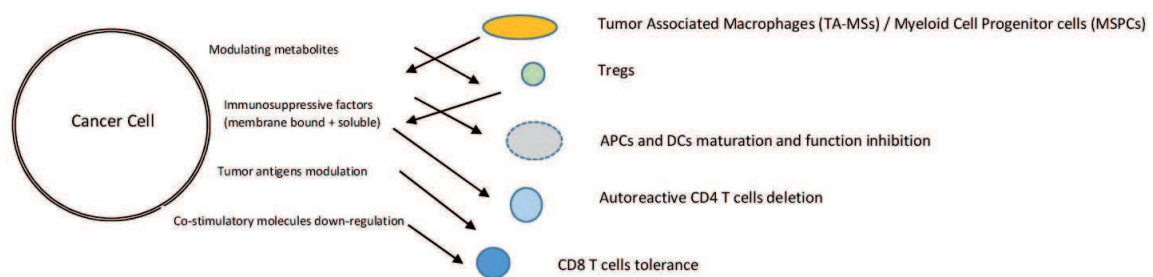 Tumor Associated Macrophages (TA-MSs) / Myeloid Cell Progenitor cells (MSPCs)
Modulating metabolites
Tregs
Immunosuppressive factors
(membrane bound + soluble)
Cancer Cell
APCs and DCs maturation and function inhibition
Tumor antigens modulation
Autoreactive CD4 T cells deletion
Co-stimulatory molecules down-regulation
CD8 T cells tolerance